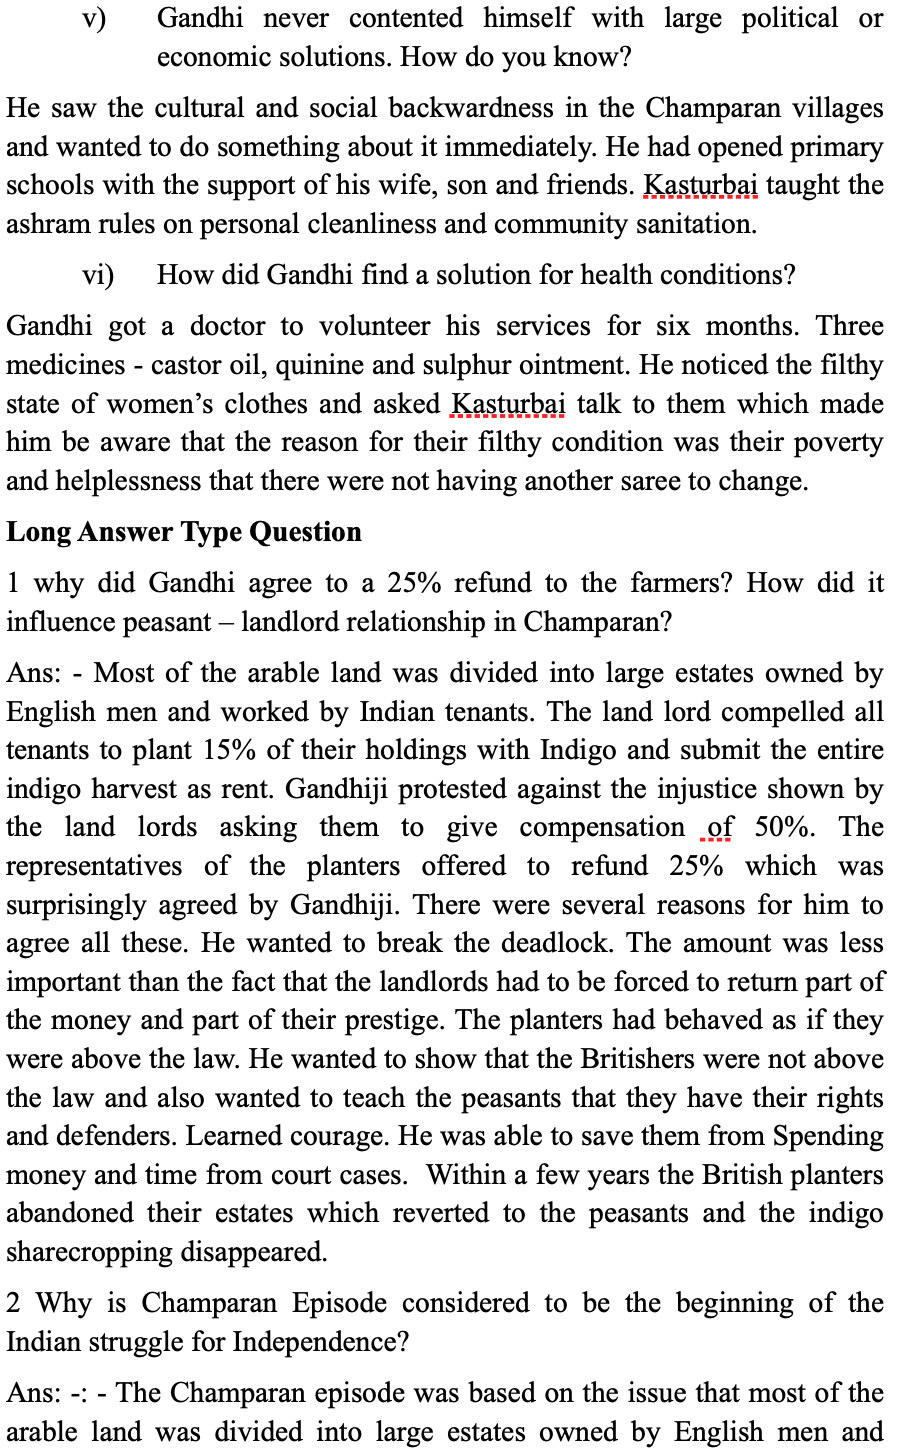 v) Gandhi never contented himself with large political or
economic solutions. How do you know?
He saw the cultural and social backwardness in the Champaran villages
and wanted to do something about it immediately. He had opened primary
schools with the support of his wife, son and friends. Kasturbai taught the
ashram rules on personal cleanliness and community sanitation.
vi) How did Gandhi find a solution for health conditions?
Gandhi got a doctor to volunteer his services for six months. Three
medicines - castor oil, quinine and sulphur ointment. He noticed the filthy
state of women’s clothes and asked Kasturbai talk to them which made
him be aware that the reason for their filthy condition was their poverty
and helplessness that there were not having another saree to change.
Long Answer Type Question
1 why did Gandhi agree to a 25% refund to the farmers? How did it
influence peasant – landlord relationship in Champaran?
Ans: - Most of the arable land was divided into large estates owned by
English men and worked by Indian tenants. The land lord compelled all
tenants to plant 15% of their holdings with Indigo and submit the entire
indigo harvest as rent. Gandhiji protested against the injustice shown by
the land lords asking them to give compensation of 50%. The
representatives of the planters offered to refund 25% which was
surprisingly agreed by Gandhiji. There were several reasons for him to
agree all these. He wanted to break the deadlock. The amount was less
important than the fact that the landlords had to be forced to return part of
the money and part of their prestige. The planters had behaved as if they
were above the law. He wanted to show that the Britishers were not above
the law and also wanted to teach the peasants that they have their rights
and defenders. Learned courage. He was able to save them from Spending
money and time from court cases.  Within a few years the British planters
abandoned their estates which reverted to the peasants and the indigo
sharecropping disappeared.
2 Why is Champaran Episode considered to be the beginning of the
Indian struggle for Independence?
Ans: -: - The Champaran episode was based on the issue that most of the
arable land was divided into large estates owned by English men and